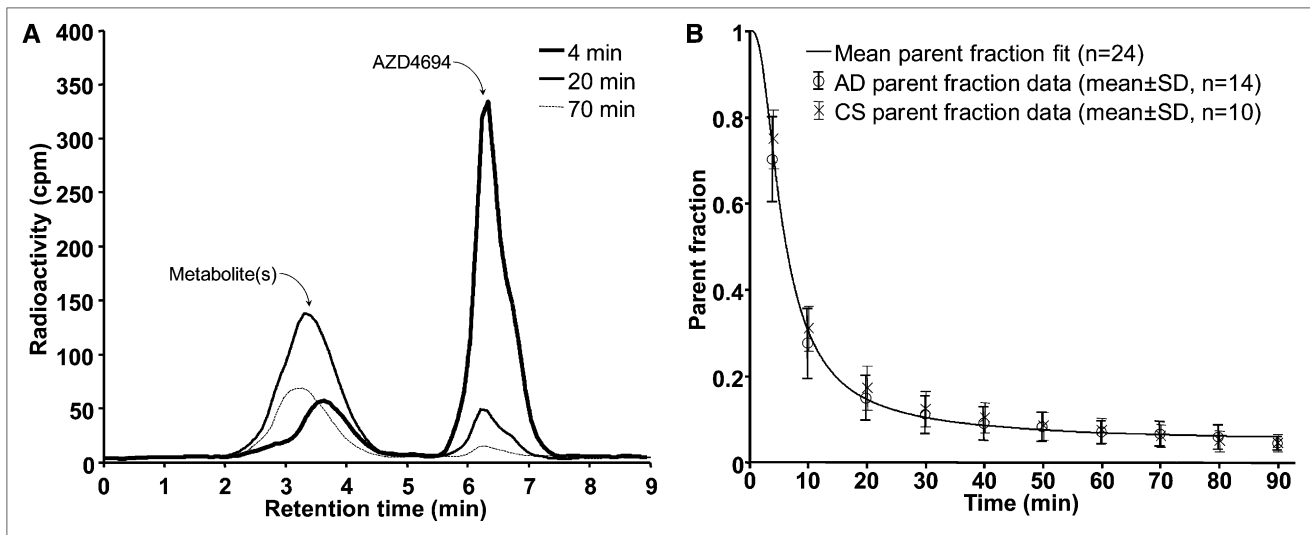 A
400
350
300
250
200
150
100
50
0
Radioactivity (cpm)
AZD4694
Metabolite(s)
4 min
20 min
70 min
0 1 2 3 4 5 6 7 8 9
Retention time (min)
B
1
0.8
0.6
0.4
0.2
0
Parent fraction
Mean parent fraction fit (n=24)
AD parent fraction data (mean±SD, n=14)
CS parent fraction data (mean±SD, n=10)
0 10 20 30 40 50 60 70 80 90
Time (min)